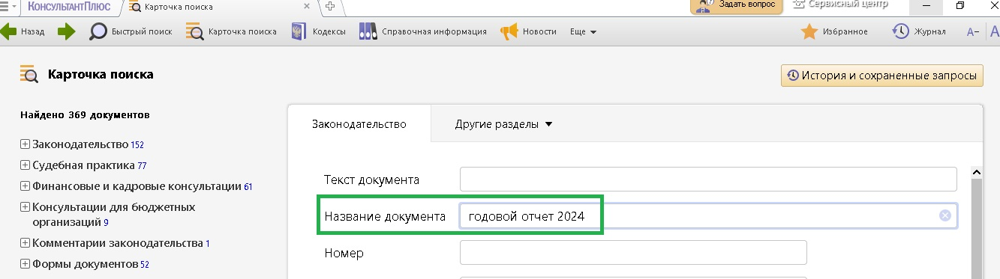 КОНСУЛЬТАНТПЛЮС
Карточка поиска
Задать вопрос
Сервисный центр
Назад
Быстрый поиск
Карточка поиска
Кодексы
Справочная информация
Новости
Еще
Избранное
Журнал
А−
А
Карточка поиска
История и сохраненные запросы
Найдено 369 документов
Законодательство 152
Судебная практика 77
Финансовые и кадровые консультации 61
Консультации для бюджетных
организаций 9
Комментарии законодательства 1
Формы документов 52
Законодательство
Другие разделы
Текст документа
Название документа
годовой отчет 2024
Номер